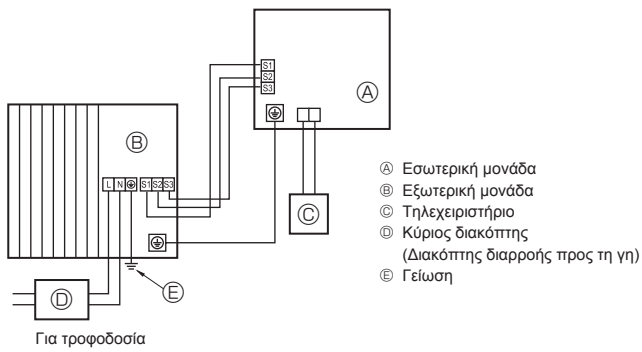 S1
S2
S3
Ⓐ
Ⓑ
L N S1 S2 S3
Ⓒ
Ⓓ
Ⓔ
Για τροφοδοσία
Ⓐ Εσωτερική μονάδα
Ⓑ Εξωτερική μονάδα
Ⓒ Τηλεχειριστήριο
Ⓓ Κύριος διακόπτης
(Διακόπτης διαρροής προς τη γη)
Ⓔ Γείωση